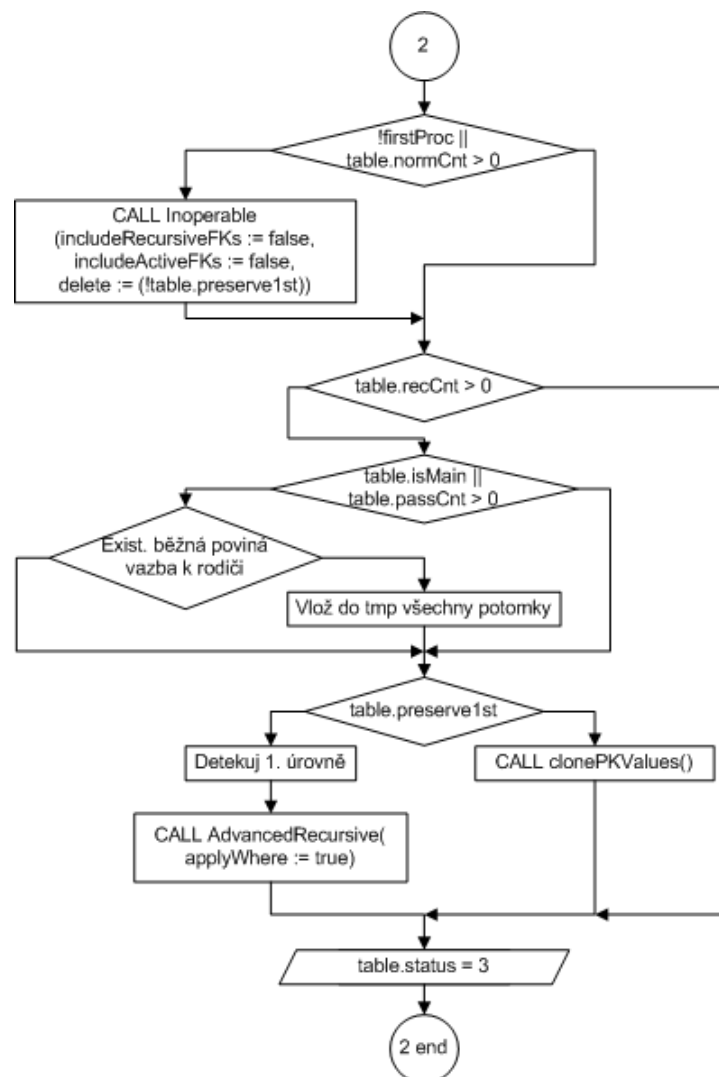 2
!firstProc ||
table.normCnt > 0
CALL Inoperable
(includeRecursiveFKs := false,
includeActiveFKs := false,
delete := (!table.preserve1st))
table.recCnt > 0
table.isMain ||
table.passCnt > 0
Exist. běžná poviná
vazba k rodiči
Vlož do tmp všechny potomky
table.preserve1st
Detekuj 1. úrovně
CALL clonePKValues()
CALL AdvancedRecursive(
applyWhere := true)
table.status = 3
2 end